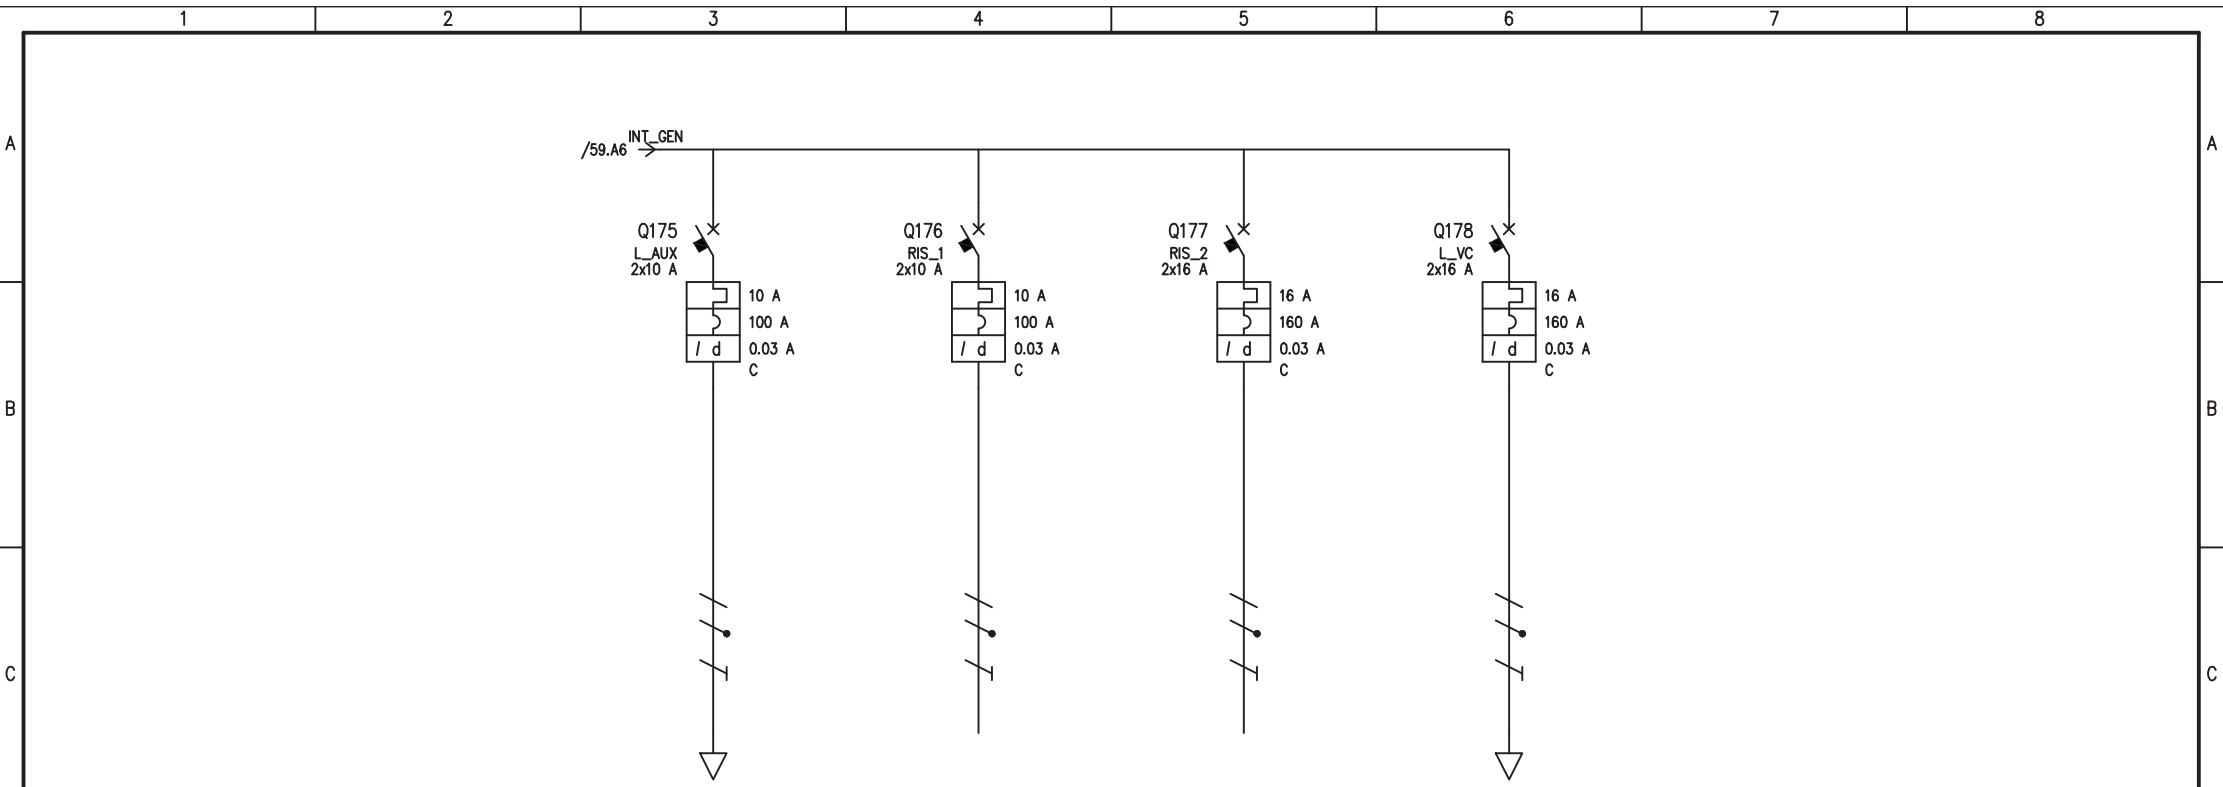 1 2 3 4 5 6 7 8
A A
INT_GEN
/59.A6
Q175 Q176 Q177 Q178
L_AUX RIS_1 RIS_2 L_VC
2x10 A 2x10 A 2x16 A 2x16 A
10 A 10 A 16 A 16 A
100 A 100 A 160 A 160 A
I d 0.03 A I d 0.03 A I d 0.03 A I d 0.03 A
C C C C
B B
C C